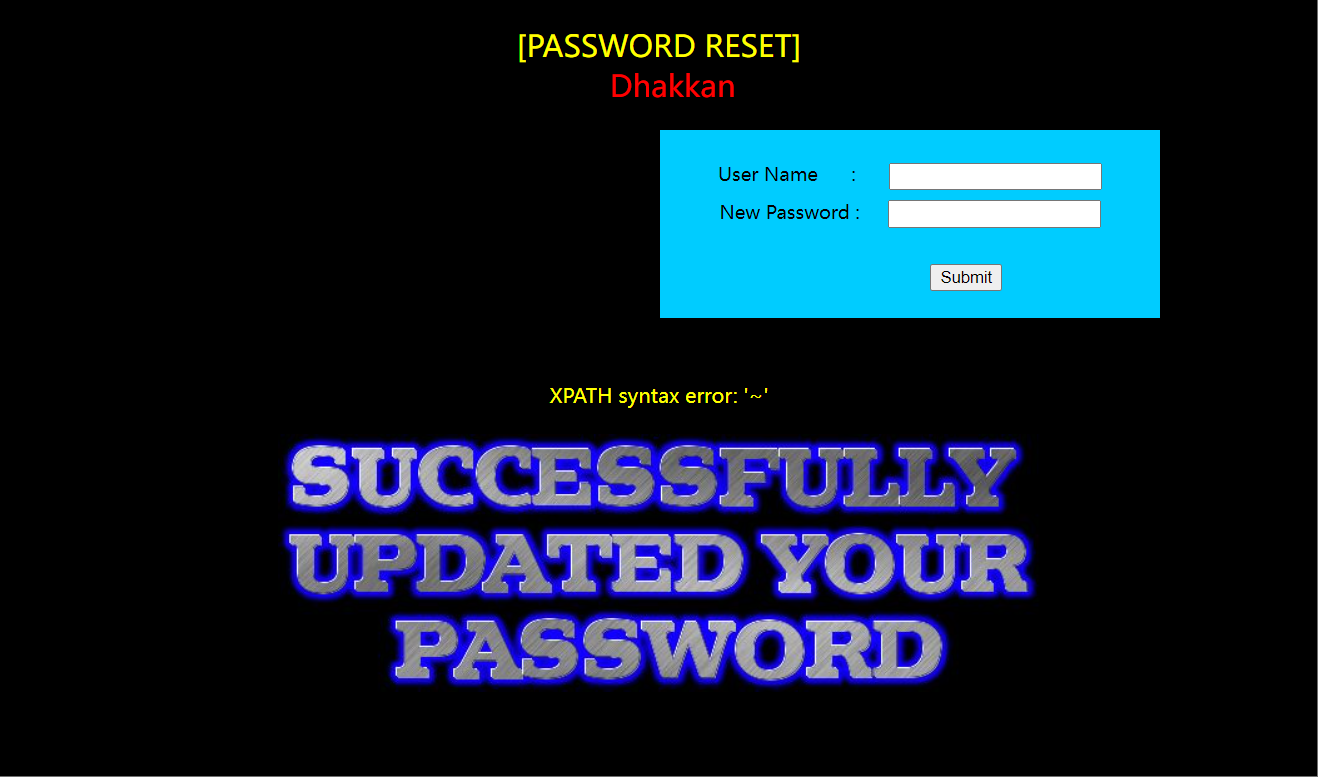 [PASSWORD RESET]
Dhakkan
User Name :
New Password :
Submit
XPATH syntax error: '~'
SUCCESSFULLY
UPDATED YOUR
PASSWORD